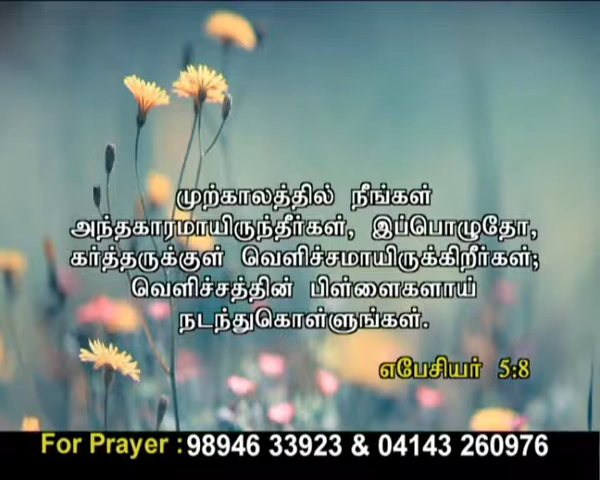 முற்காலத்தில் நீங்கள்
அந்தகாரமாயிருந்தீர்கள், இப்பொழுதோ,
கர்த்தருக்குள் வெளிச்சமாயிருக்கிறீர்கள்;
வெளிச்சத்தின் பிள்ளைகளாய்
நடந்துகொள்ளுங்கள்.
எபேசியர் 5:8
For Prayer : 98946 33923 & 04143 260976